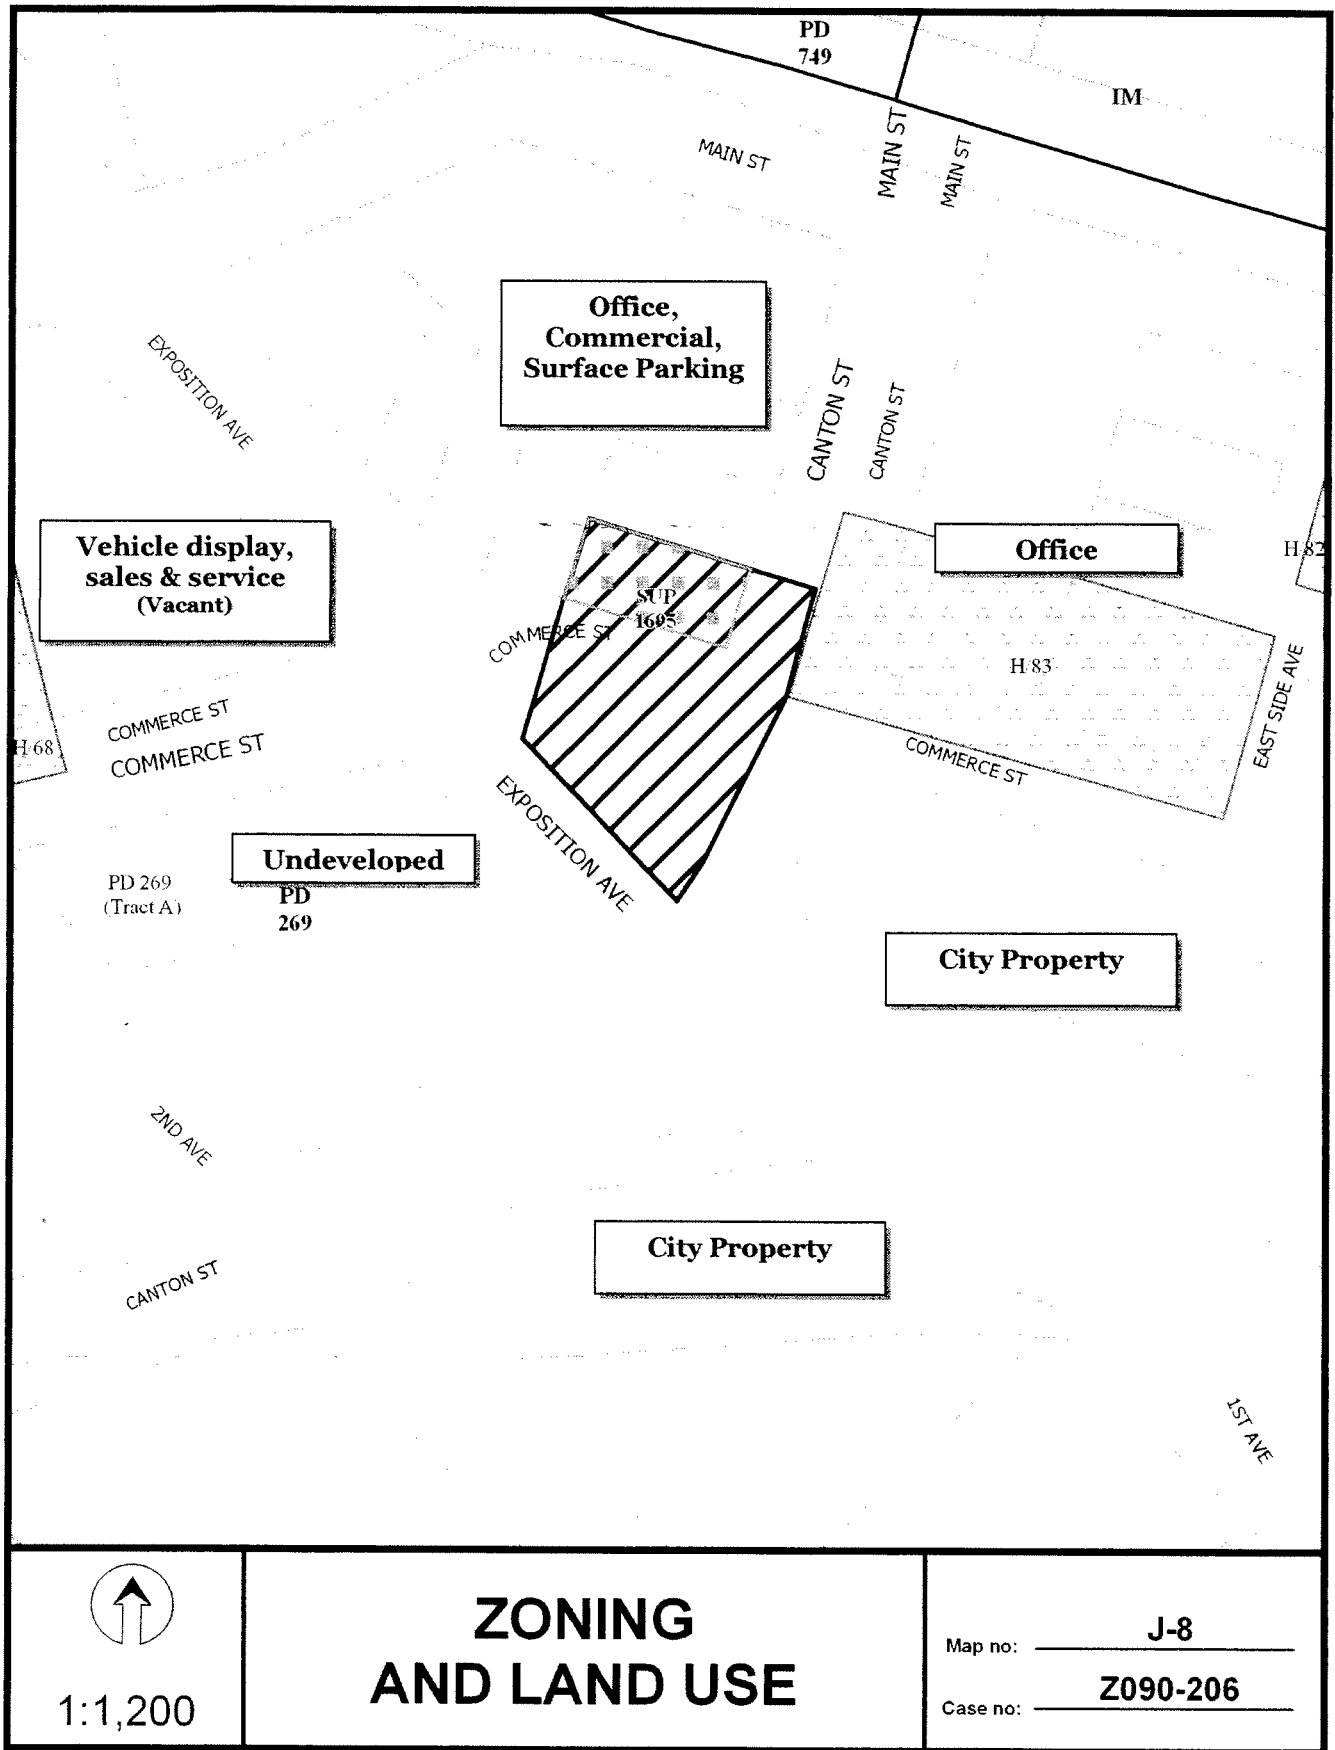 PD
749
IM
MAIN ST
MAIN ST
MAIN ST
Office,
Commercial,
Surface Parking
EXPOSITION AVE
CANTON ST
CANTON ST
Vehicle display,
sales & service
(Vacant)
Office
H 82
SUP
1695
COMMERCE ST
H 83
EAST SIDE AVE
COMMERCE ST
COMMERCE ST
H 68
COMMERCE ST
EXPOSITION AVE
Undeveloped
PD 269
(Tract A)
PD
269
City Property
2ND AVE
City Property
CANTON ST
1ST AVE
1:1,200
ZONING
AND LAND USE
Map no: J-8
Case no: Z090-206